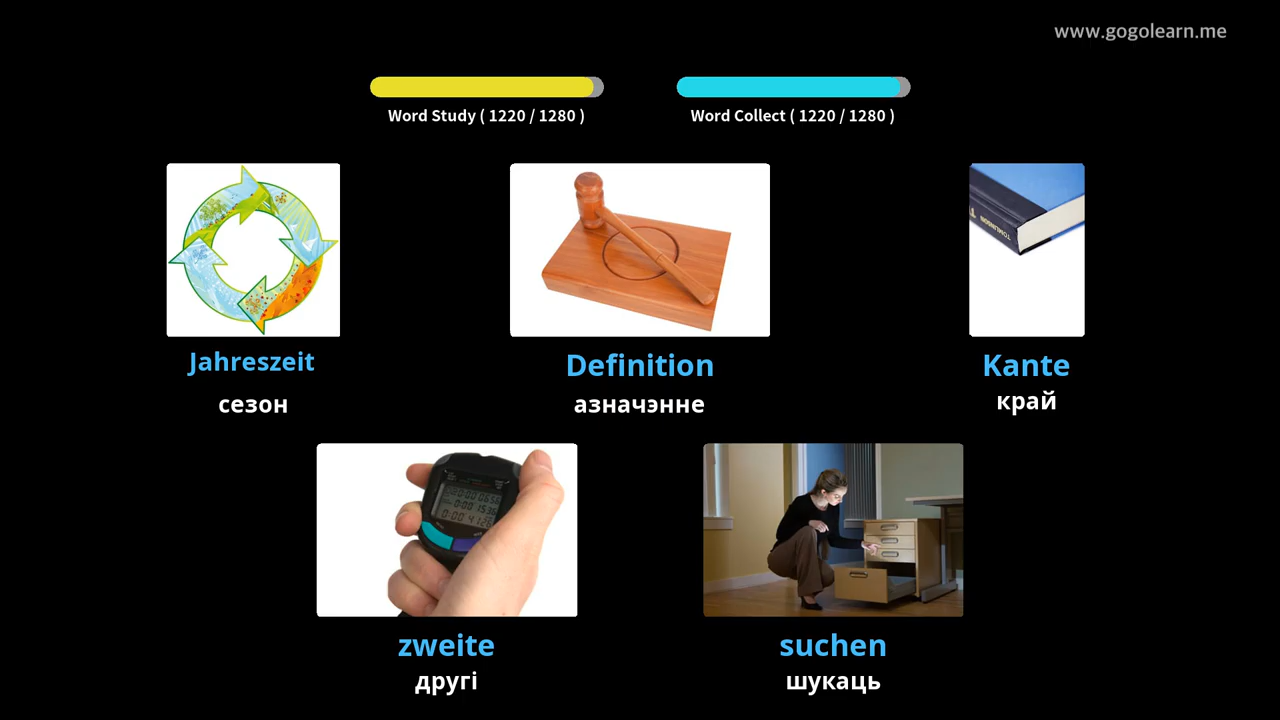 www.gogolearn.me
Word Study ( 1220 / 1280 )
Word Collect ( 1220 / 1280 )
TOMLINSON
Jahreszeit
Definition
Kante
сезон
азначэнне
край
zweite
suchen
другі
шукаць